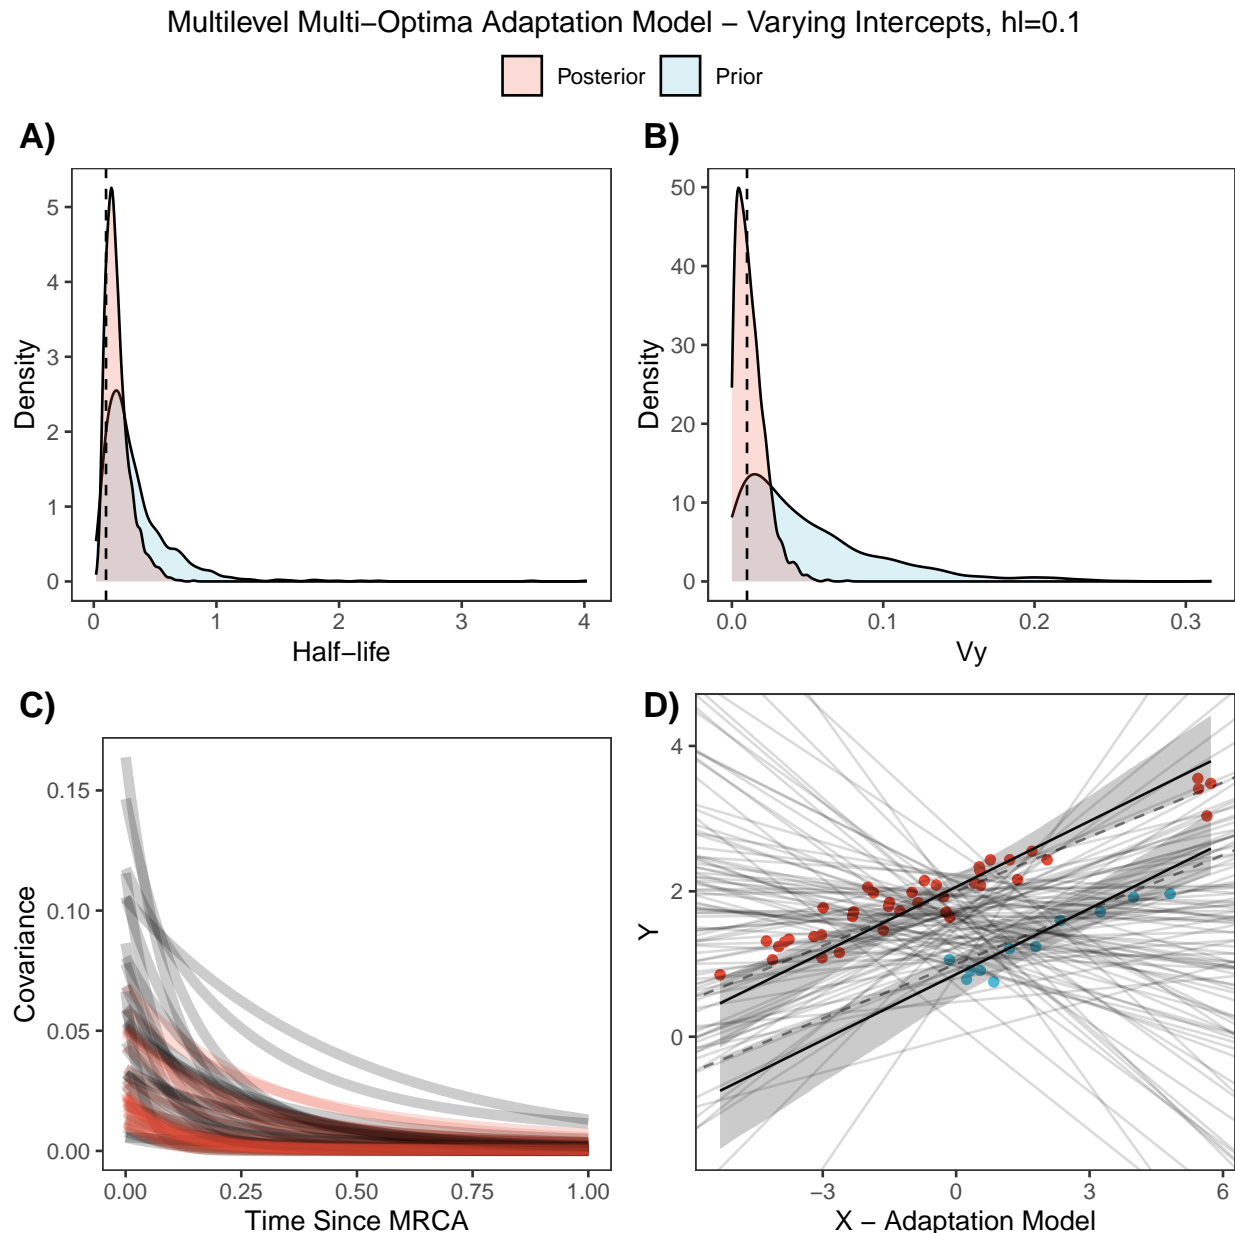 Multilevel Multi−Optima Adaptation Model − Varying Intercepts, hl=0.1
Posterior Prior
A)
5
4
3
2
1
0
Density
0 1 2 3 4
Half−life
B)
50
40
30
20
10
0
Density
0.0 0.1 0.2 0.3
Vy
C)
0.15
0.10
0.05
0.00
Covariance
0.00 0.25 0.50 0.75 1.00
Time Since MRCA
D)
4
2
0
Y
−3 0 3 6
X − Adaptation Model